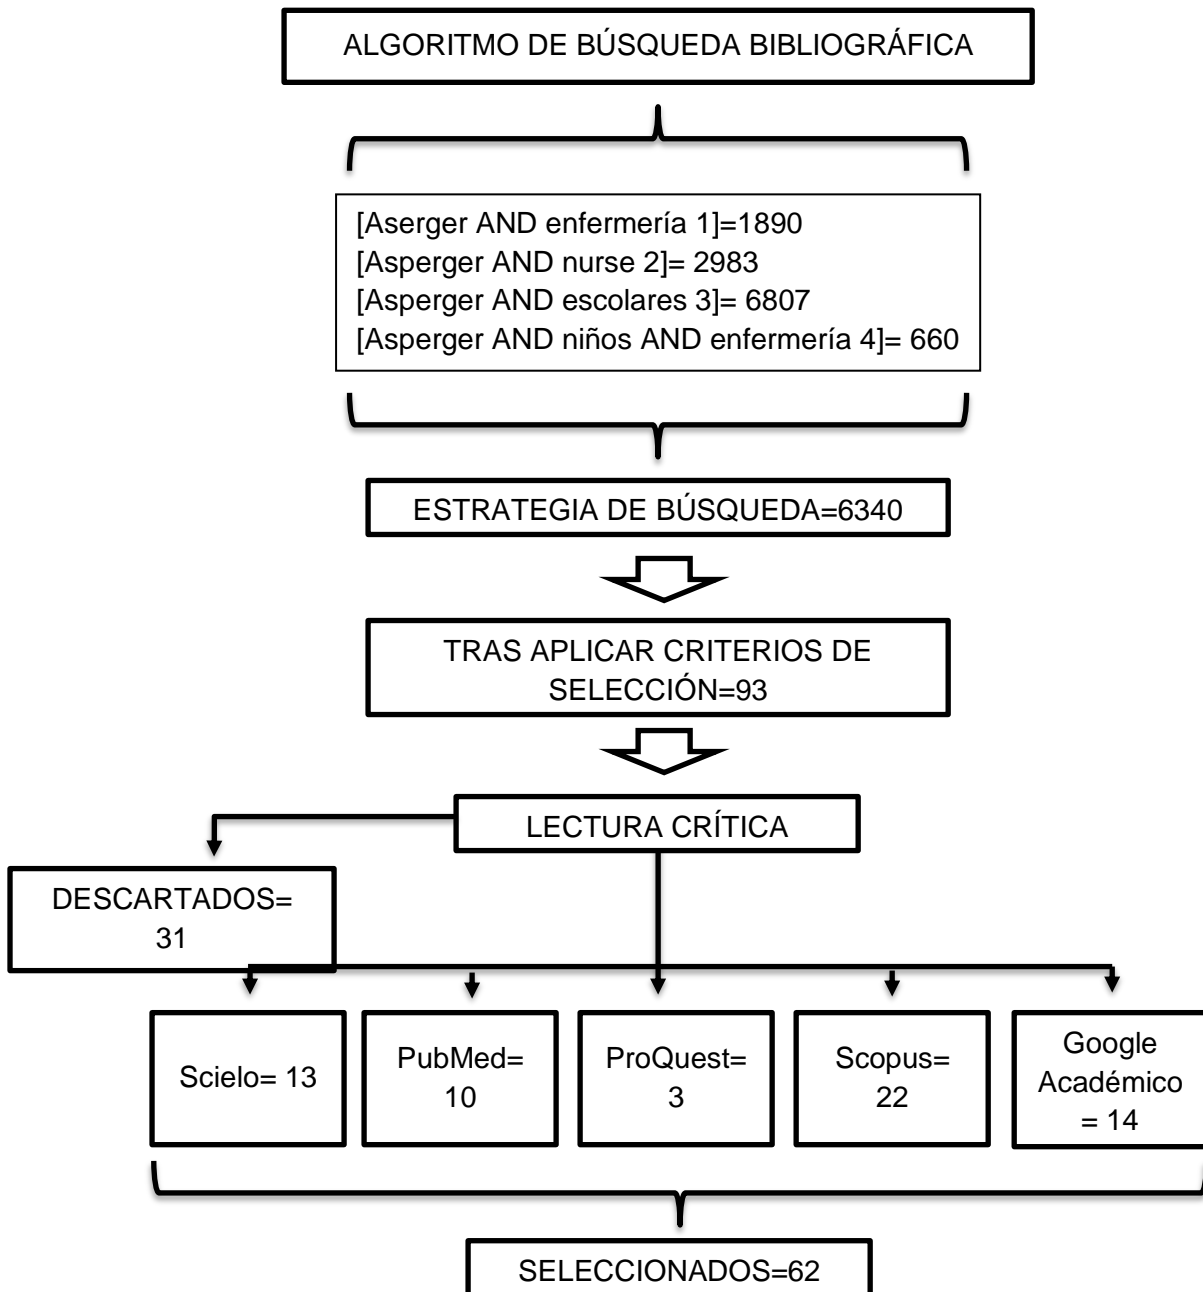 ALGORITMO DE BÚSQUEDA BIBLIOGRÁFICA
[Aserger AND enfermería 1]=1890
[Asperger AND nurse 2]= 2983
[Asperger AND escolares 3]= 6807
[Asperger AND niños AND enfermería 4]= 660
ESTRATEGIA DE BÚSQUEDA=6340
TRAS APLICAR CRITERIOS DE
SELECCIÓN=93
LECTURA CRÍTICA
DESCARTADOS=
31
Scielo= 13
PubMed=
10
ProQuest=
3
Scopus=
22
Google
Académico
= 14
SELECCIONADOS=62